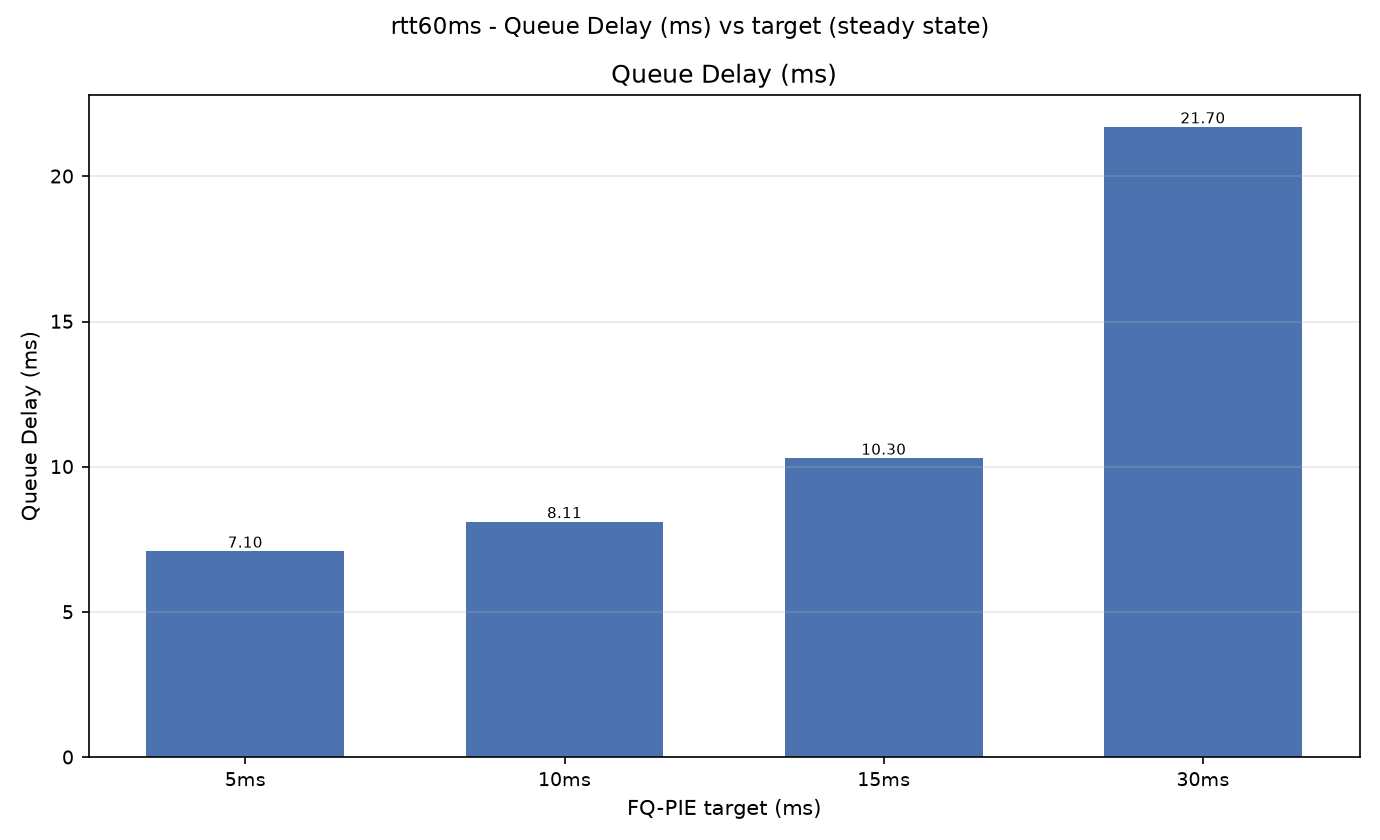 rtt60ms - Queue Delay (ms) vs target (steady state)
Queue Delay (ms)
21.70
20
15
10.30
10
8.11
7.10
5
0
Queue Delay (ms)
5ms 10ms 15ms 30ms
FQ-PIE target (ms)